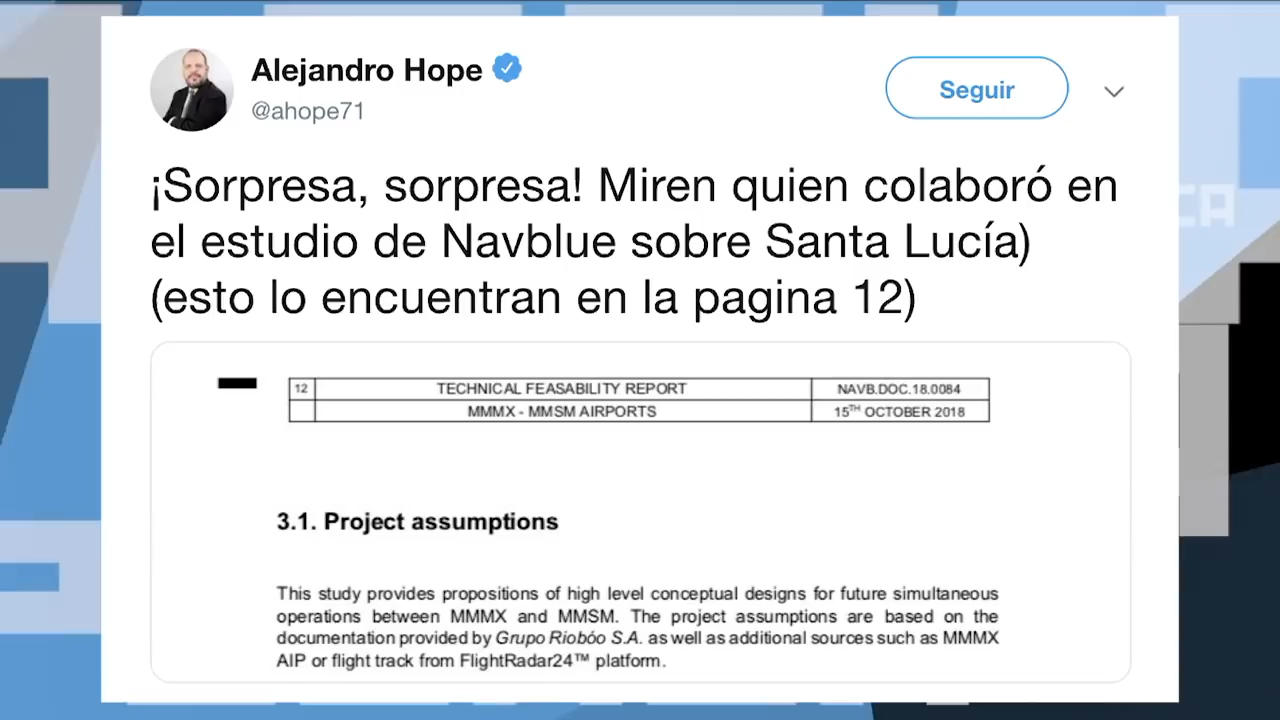 Alejandro Hope
@ahope71
Seguir
¡Sorpresa, sorpresa! Miren quien colaboró en
el estudio de Navblue sobre Santa Lucía)
(esto lo encuentran en la pagina 12)
12 TECHNICAL FEASABILITY REPORT NAVB.DOC.18.0084
MMMX - MMSM AIRPORTS 15TH OCTOBER 2018
3.1. Project assumptions
This study provides propositions of high level conceptual designs for future simultaneous
operations between MMMX and MMSM. The project assumptions are based on the
documentation provided by Grupo Riobóo S.A. as well as additional sources such as MMMX
AIP or flight track from FlightRadar24™ platform.